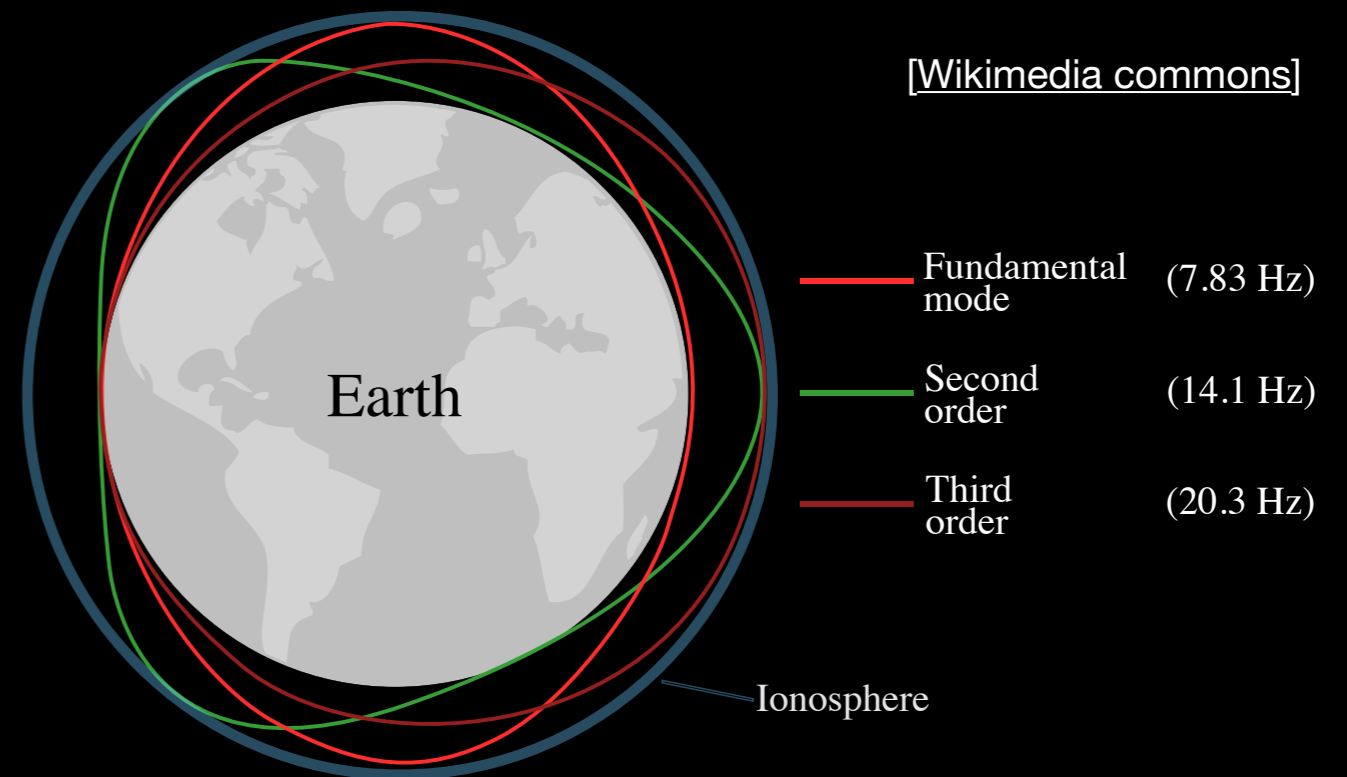 [Wikimedia commons]
Fundamental
mode
(7.83 Hz)
Second
order
(14.1 Hz)
Third
order
(20.3 Hz)
Earth
Ionosphere